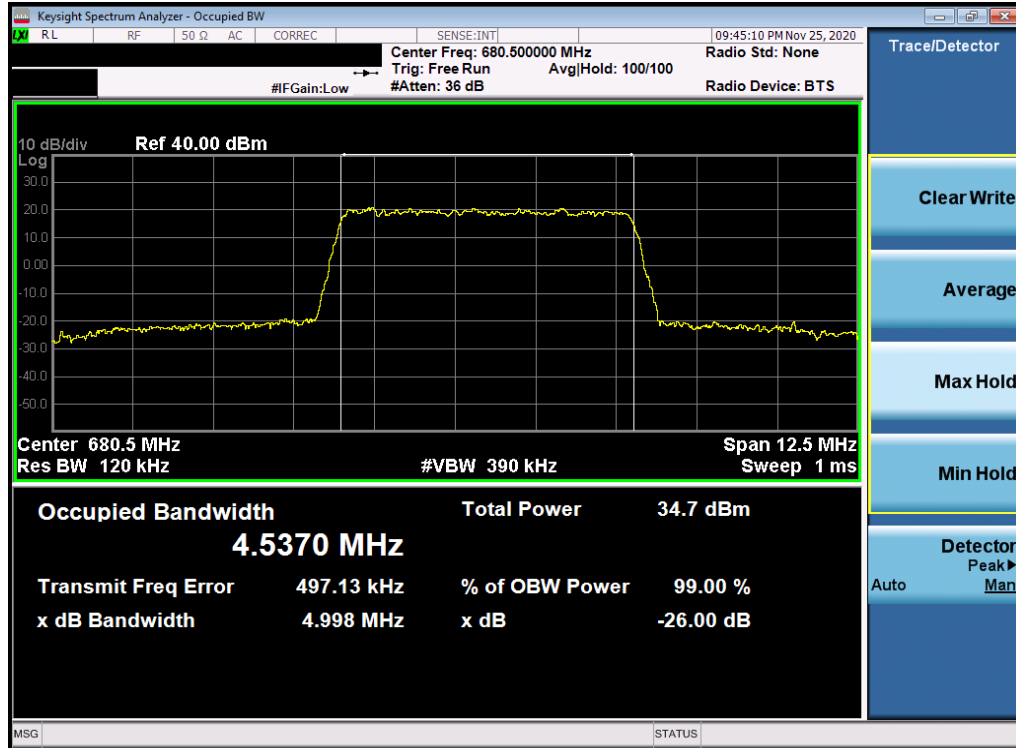 Keysight Spectrum Analyzer - Occupied BW
LXI RL RF 50 Ω AC CORREC SENSE:INT 09:45:10 PM Nov 25, 2020
Center Freq: 680.500000 MHz Radio Std: None
Trig: Free Run Avg|Hold: 100/100
#IFGain:Low #Atten: 36 dB Radio Device: BTS
10 dB/div Ref 40.00 dBm
Log
30.0
20.0
10.0
0.00
-10.0
-20.0
-30.0
-40.0
-50.0
Center 680.5 MHz Span 12.5 MHz
Res BW 120 kHz #VBW 390 kHz Sweep 1 ms
Occupied Bandwidth Total Power 34.7 dBm
4.5370 MHz
Transmit Freq Error 497.13 kHz % of OBW Power 99.00 %
x dB Bandwidth 4.998 MHz x dB -26.00 dB
MSG STATUS
Trace/Detector
Clear Write
Average
Max Hold
Min Hold
Detector
Peak▶
Auto Man